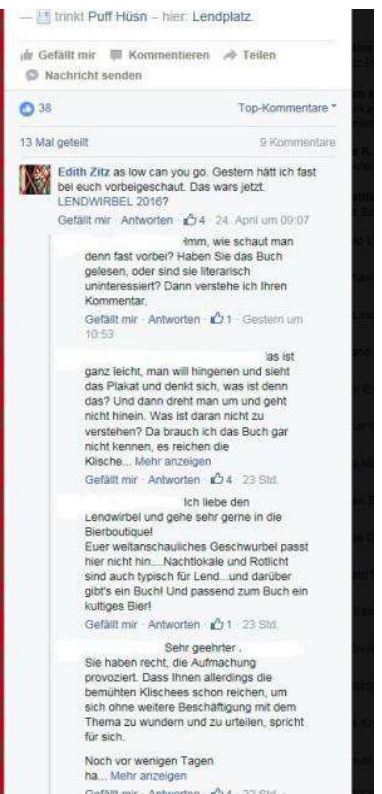 — trinkt Puff Hüsn – hier: Lendplatz.
Gefällt mir Kommentieren Teilen
Nachricht senden
38 Top-Kommentare
13 Mal geteilt 9 Kommentare
Edith Zitz as low can you go. Gestern hätt ich fast
bei euch vorbeigeschaut. Das wars jetzt.
LENDWIRBEL 2016?
Gefällt mir · Antworten · 4 · 24. April um 09:07
Hmm, wie schaut man
denn fast vorbei? Haben Sie das Buch
gelesen, oder sind sie literarisch
uninteressiert? Dann verstehe ich Ihren
Kommentar.
Gefällt mir · Antworten · 1 · Gestern um
10:53
as ist
ganz leicht, man will hingenen und sieht
das Plakat und denkt sich, was ist denn
das? Und dann dreht man um und geht
nicht hinein. Was ist daran nicht zu
verstehen? Da brauch ich das Buch gar
nicht kennen, es reichen die
Klische... Mehr anzeigen
Gefällt mir · Antworten · 4 · 23 Std.
Ich liebe den
Lendwirbel und gehe sehr gerne in die
Bierboutique!
Euer weltanschauliches Geschwurbel passt
hier nicht hin....Nachtlokale und Rotlicht
sind auch typisch für Lend...und darüber
gibt's ein Buch! Und passend zum Buch ein
kultiges Bier!
Gefällt mir · Antworten · 1 · 23 Std.
Sehr geehrter .
Sie haben recht, die Aufmachung
provoziert. Dass Ihnen allerdings die
bemühten Klischees schon reichen, um
sich ohne weitere Beschäftigung mit dem
Thema zu wundern und zu urteilen, spricht
für sich.
Noch vor wenigen Tagen
ha... Mehr anzeigen
Gefällt mir · Antworten · 4 · 22 Std.